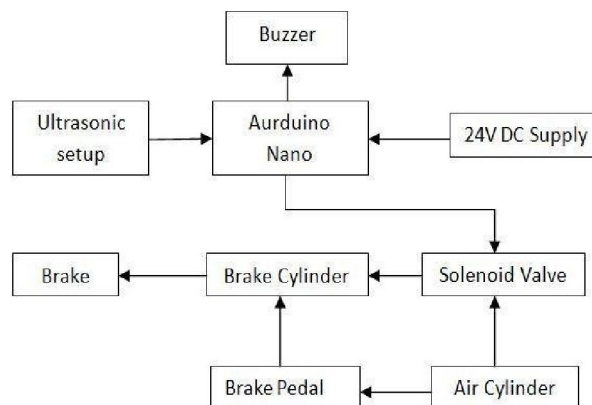 Buzzer
Ultrasonic
setup
Aurduino
Nano
24V DC Supply
Brake
Brake Cylinder
Solenoid Valve
Brake Pedal
Air Cylinder